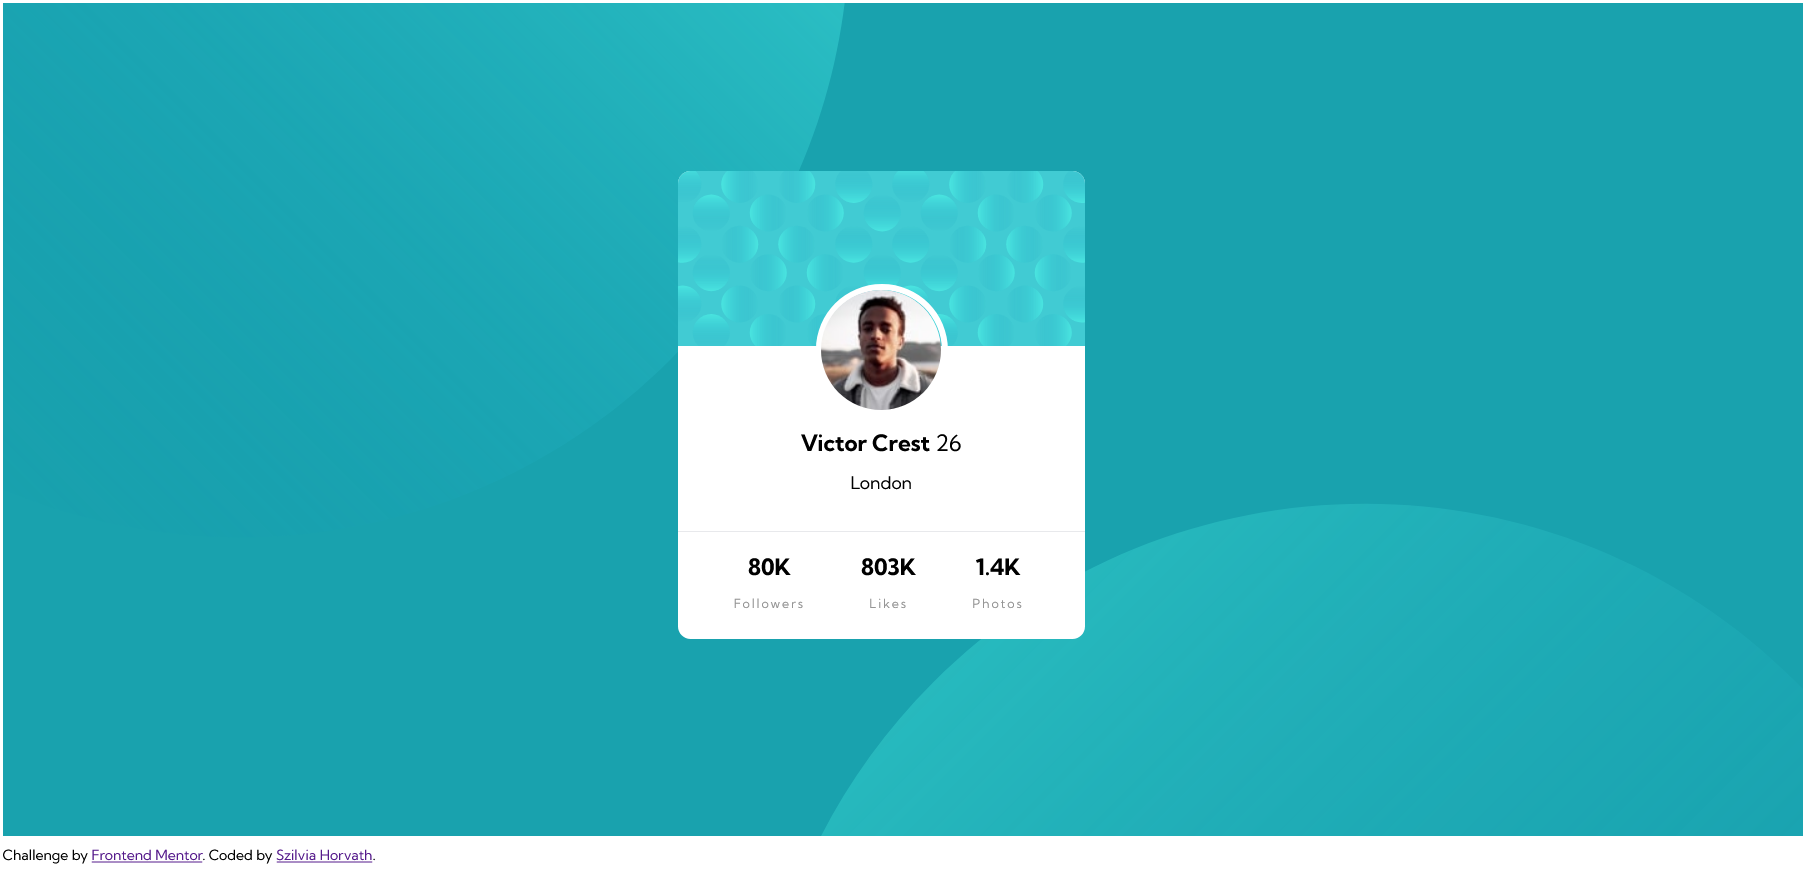 Victor Crest 26
London
80K 803K 1.4K
Followers Likes Photos
Challenge by Frontend Mentor. Coded by Szilvia Horvath.